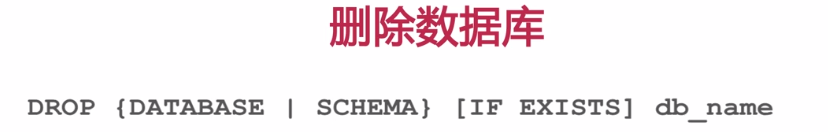 删除数据库
DROP {DATABASE | SCHEMA} [IF EXISTS] db_name